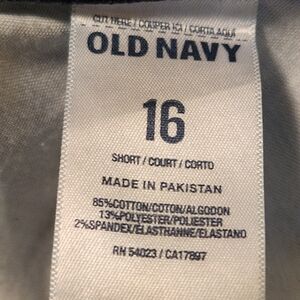 CUT HERE / COUPER ICI / CORTA AQUI
OLD NAVY
16
SHORT / COURT / CORTO
MADE IN PAKISTAN
85%COTTON/COTON/ALGODON
13%POLYESTER/POLIESTER
2%SPANDEX/ELASTHANNE/ELASTANO
RN 54023 / CA17897